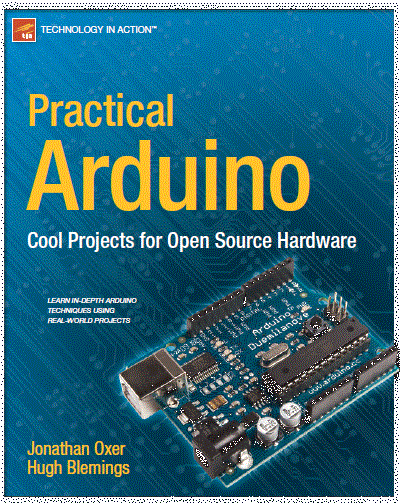 TECHNOLOGY IN ACTION™
Practical
Arduino
Cool Projects for Open Source Hardware
LEARN IN-DEPTH ARDUINO
TECHNIQUES USING
REAL-WORLD PROJECTS
Arduino
Jonathan Oxer
Hugh Blemings